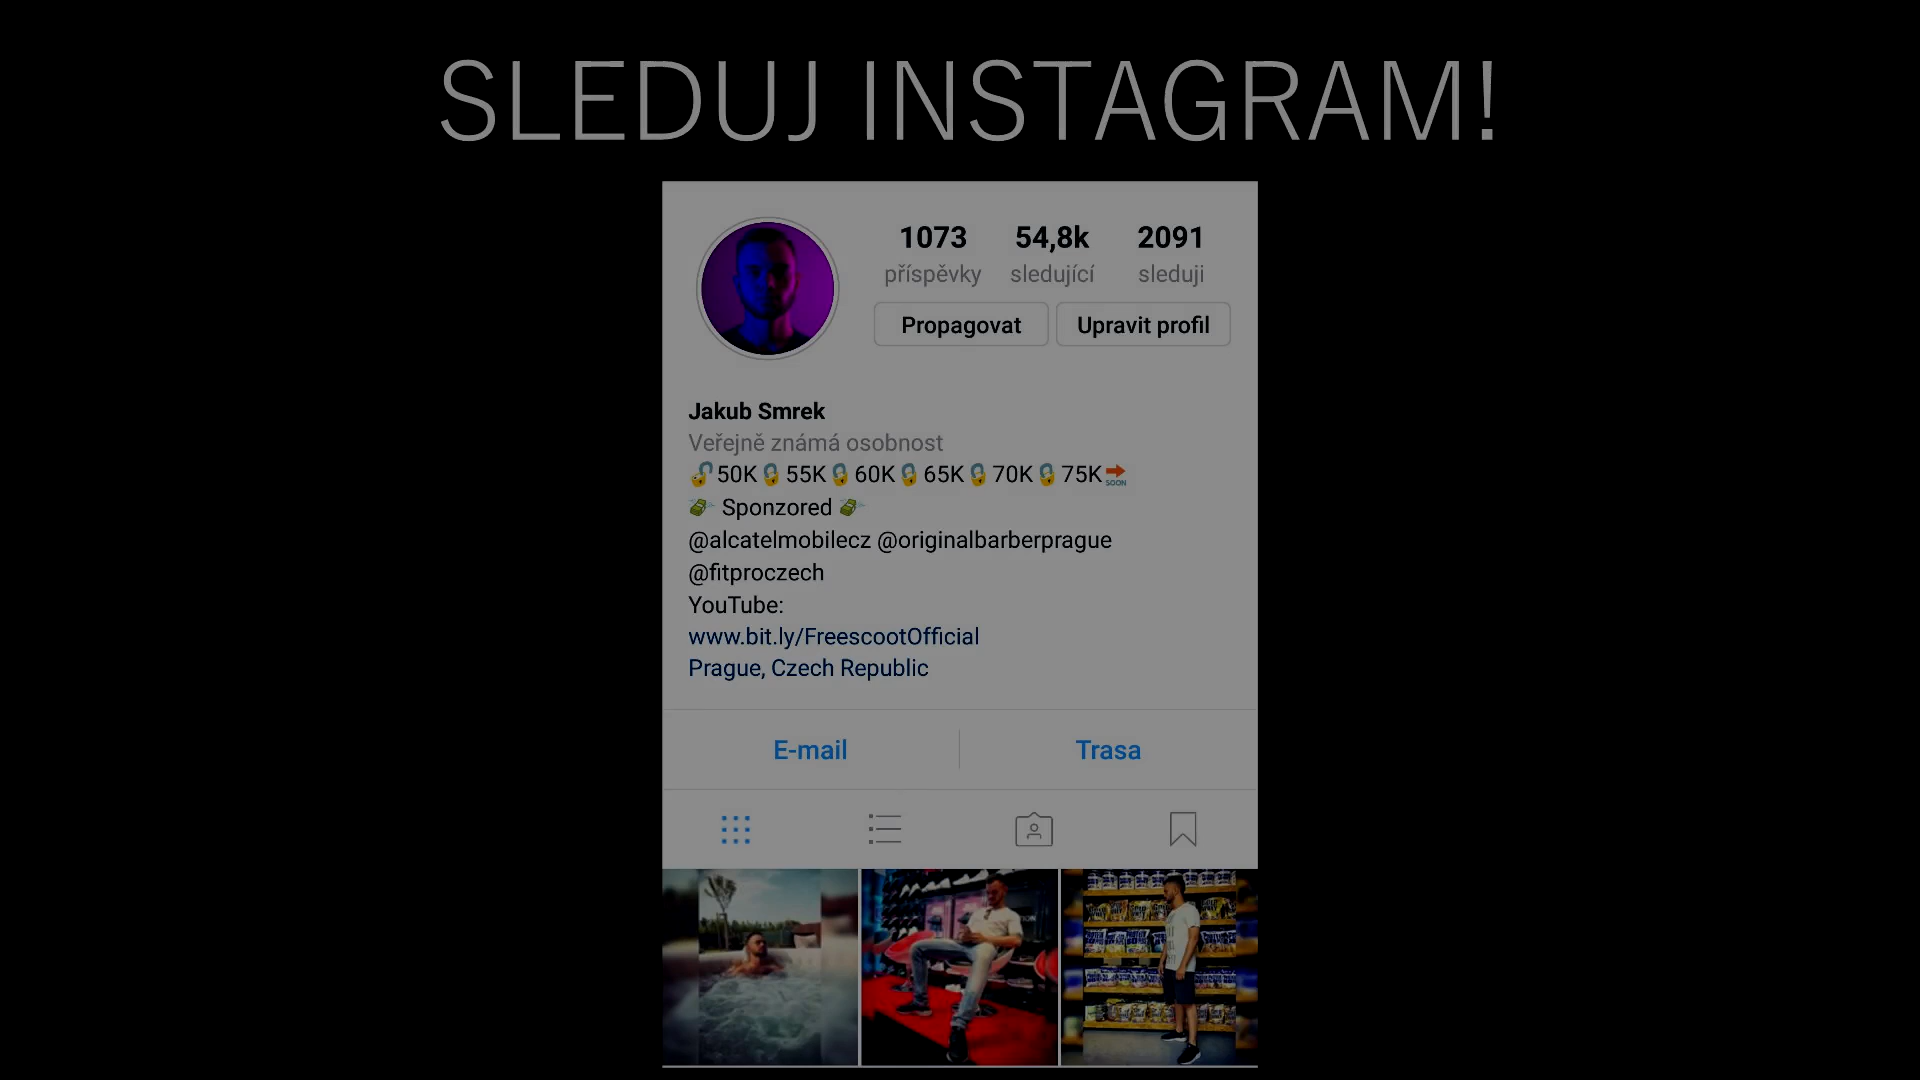 SLEDUJ INSTAGRAM!
1073 54,8k 2091
příspěvky sledující sleduji
Propagovat Upravit profil
Jakub Smrek
Veřejně známá osobnost
🔓50K🔒55K🔒60K🔒65K🔒70K🔒75K🔜
💸 Sponzored 💸
@alcatelmobilecz @originalbarberprague
@fitproczech
YouTube:
www.bit.ly/FreescootOfficial
Prague, Czech Republic
E-mail Trasa